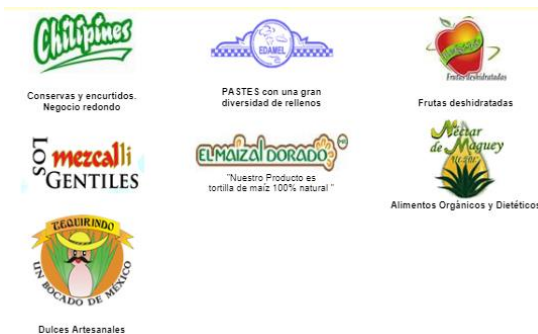 Chilipines
Conservas y encurtidos.
Negocio redondo
EDAMEL
PASTES con una gran
diversidad de rellenos
Frutas deshidratadas
Frutas deshidratadas
LOS mezcalli
GENTILES
EL MAÍZAl DORADO
"Nuestro Producto es
tortilla de maíz 100% natural "
Néctar
de Maguey
Alimentos Orgánicos y Dietéticos
TEQUIRINDO
UN BOCADO DE MÉXICO
Dulces Artesanales